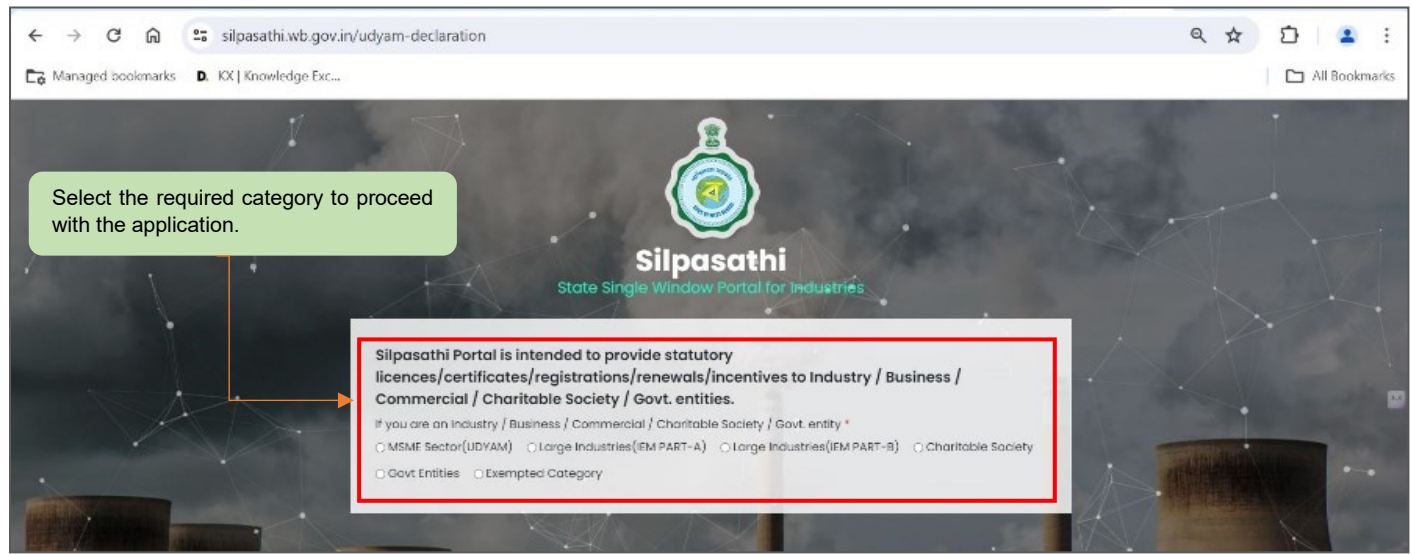 silpasathi.wb.gov.in/udyam-declaration
Managed bookmarks D. KX | Knowledge Exc... All Bookmarks
Select the required category to proceed
with the application.
Silpasathi
State Single Window Portal for Industries
Silpasathi Portal is intended to provide statutory
licences/certificates/registrations/renewals/incentives to Industry / Business /
Commercial / Charitable Society / Govt. entities.
If you are an Industry / Business / Commercial / Charitable Society / Govt. entity *
MSME Sector(UDYAM) Large Industries(IEM PART-A) Large Industries(IEM PART-B) Charitable Society
Govt Entities Exempted Category